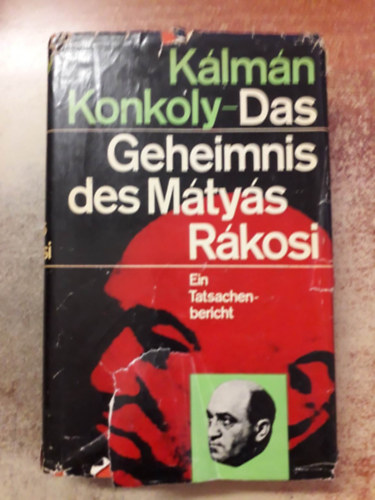 Kálmán
Konkoly-Das
Geheimnis
des Mátyás
Rákosi
Ein
Tatsachen-
bericht